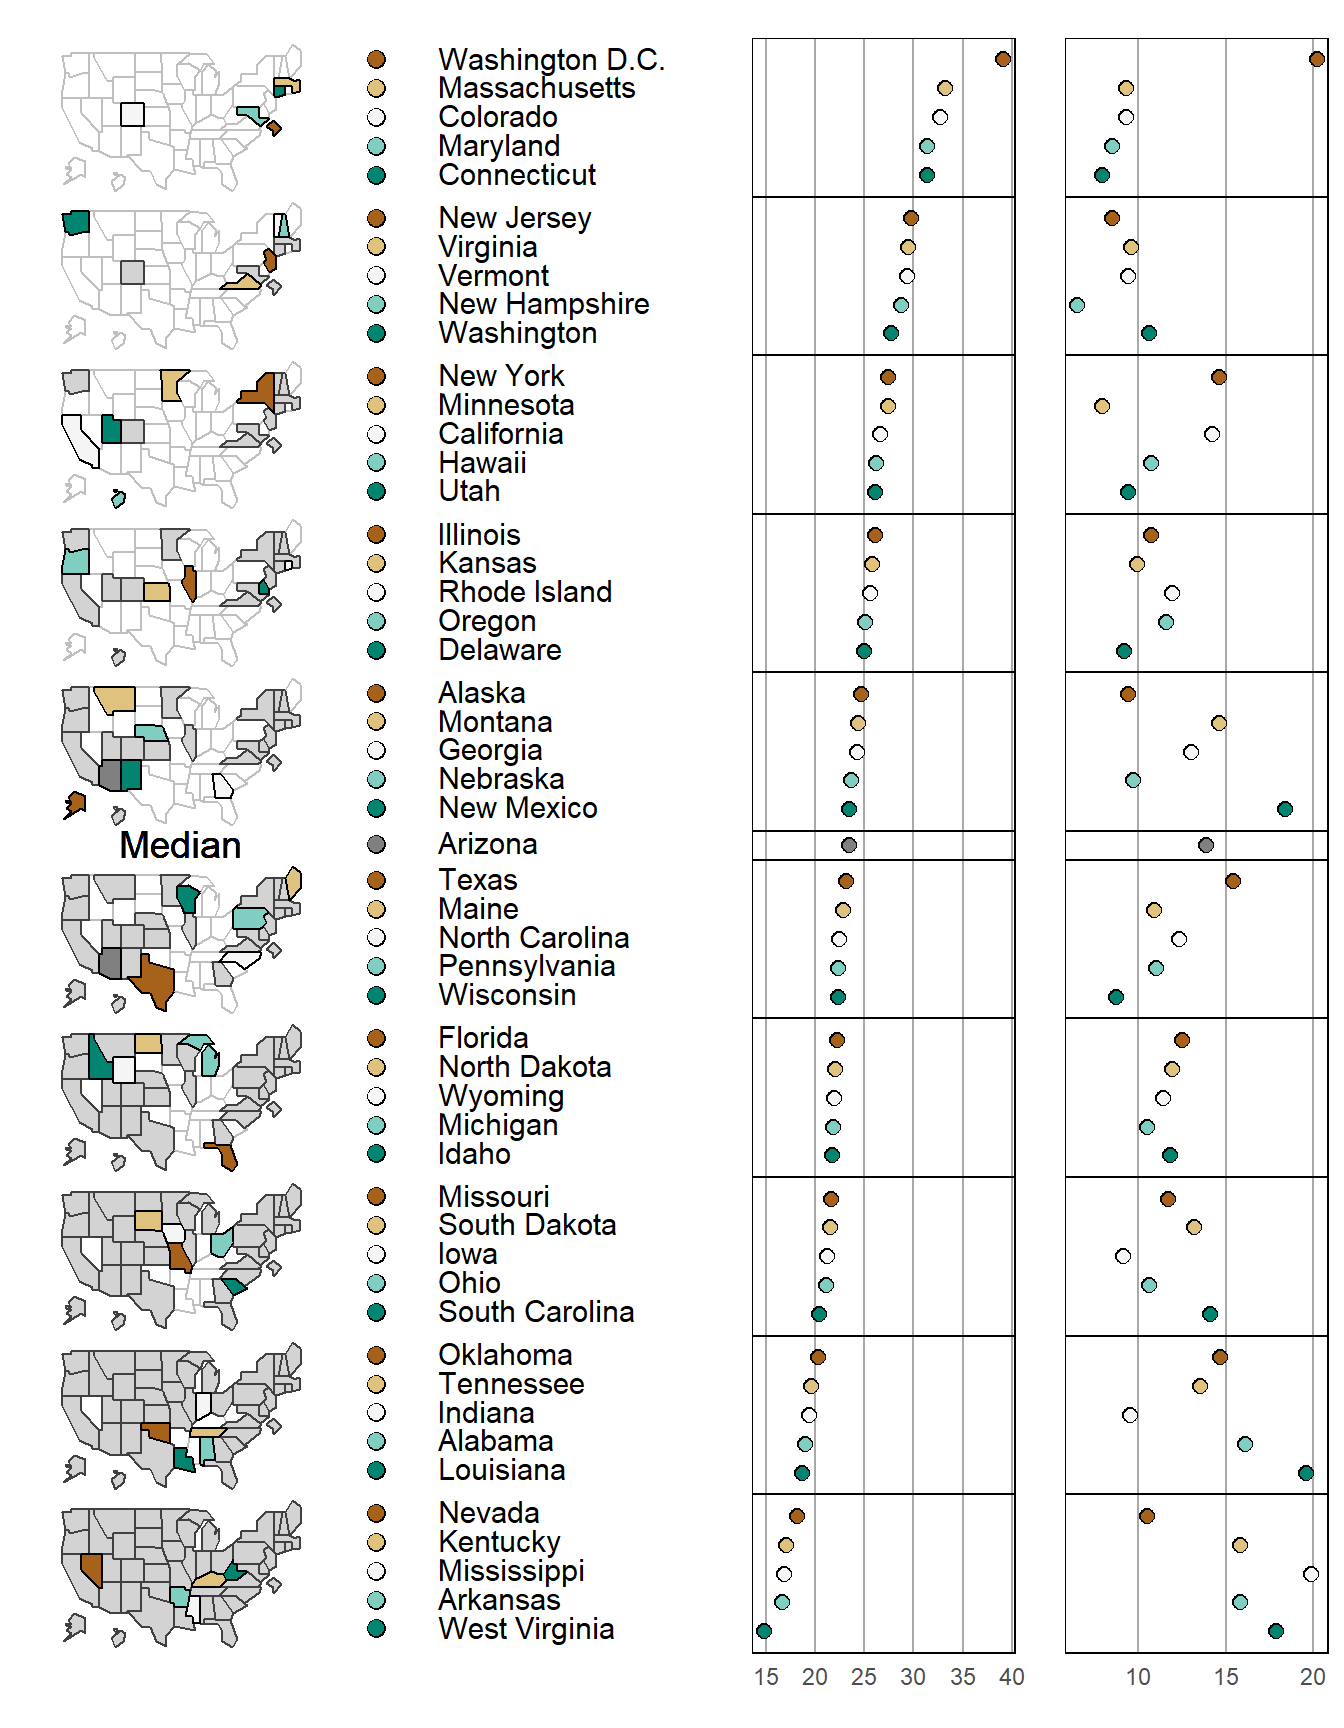 Washington D.C.
Massachusetts
Colorado
Maryland
Connecticut
New Jersey
Virginia
Vermont
New Hampshire
Washington
New York
Minnesota
California
Hawaii
Utah
Illinois
Kansas
Rhode Island
Oregon
Delaware
Alaska
Montana
Georgia
Nebraska
New Mexico
Median
Arizona
Texas
Maine
North Carolina
Pennsylvania
Wisconsin
Florida
North Dakota
Wyoming
Michigan
Idaho
Missouri
South Dakota
Iowa
Ohio
South Carolina
Oklahoma
Tennessee
Indiana
Alabama
Louisiana
Nevada
Kentucky
Mississippi
Arkansas
West Virginia
15 20 25 30 35 40
10 15 20